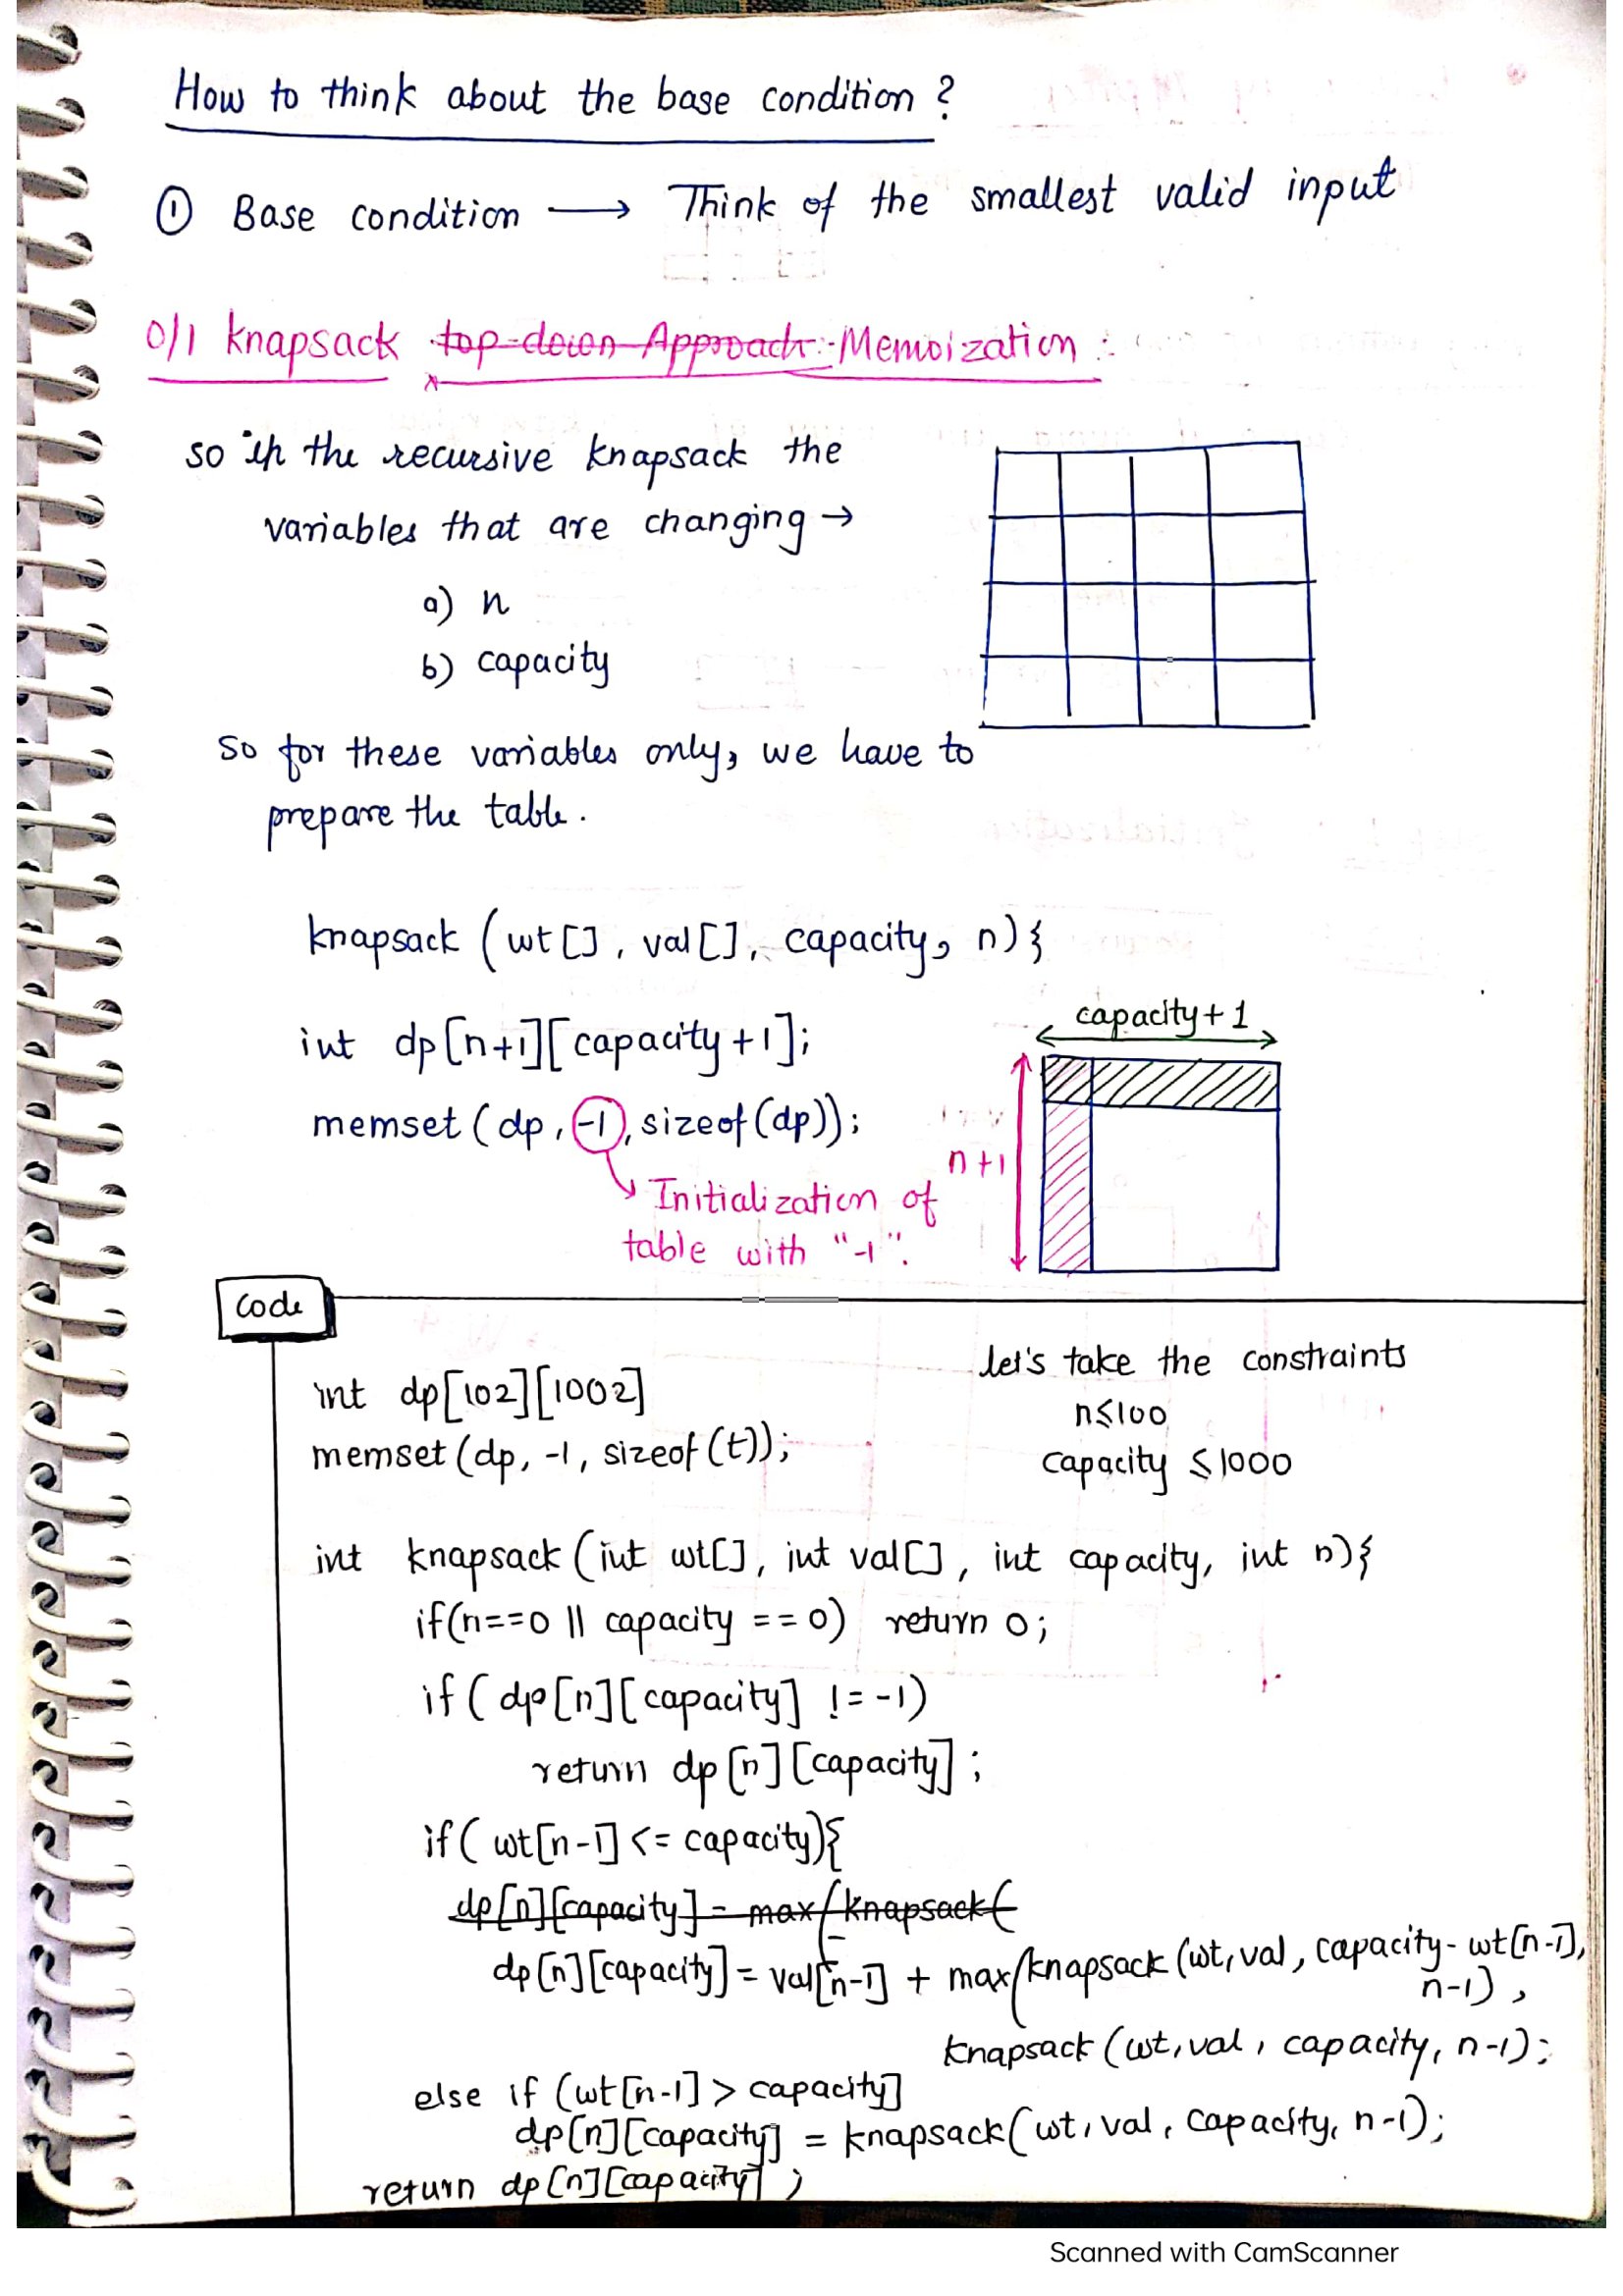 How to think about the base condition ?
① Base condition ⟶ Think of the smallest valid input
0/1 knapsack top-down Approach :- Memoization :
so in the recursive knapsack the
variables that are changing →
a) n
b) capacity
so for these variables only, we have to
prepare the table.
knapsack (wt[], val[], capacity, n){
int dp[n+1][capacity+1];
memset (dp, -1, sizeof(dp));
Initialization of
table with "-1".
capacity+1
n+1
Code
let's take the constraints
n≤100
capacity ≤1000
int dp[102][1002]
memset(dp, -1, sizeof(t));
int knapsack (int wt[], int val[], int capacity, int n){
if(n==0 || capacity == 0) return 0;
if( dp[n][capacity] != -1)
return dp[n][capacity];
if( wt[n-1] <= capacity){
dp[n][capacity] = max(knapsack(
dp[n][capacity] = val[n-1] + max(knapsack (wt, val, capacity- wt[n-1],
n-1),
knapsack (wt, val, capacity, n-1);
else if (wt[n-1] > capacity]
dp[n][capacity] = knapsack( wt, val, capacity, n-1);
return dp[n][capacity];
Scanned with CamScanner